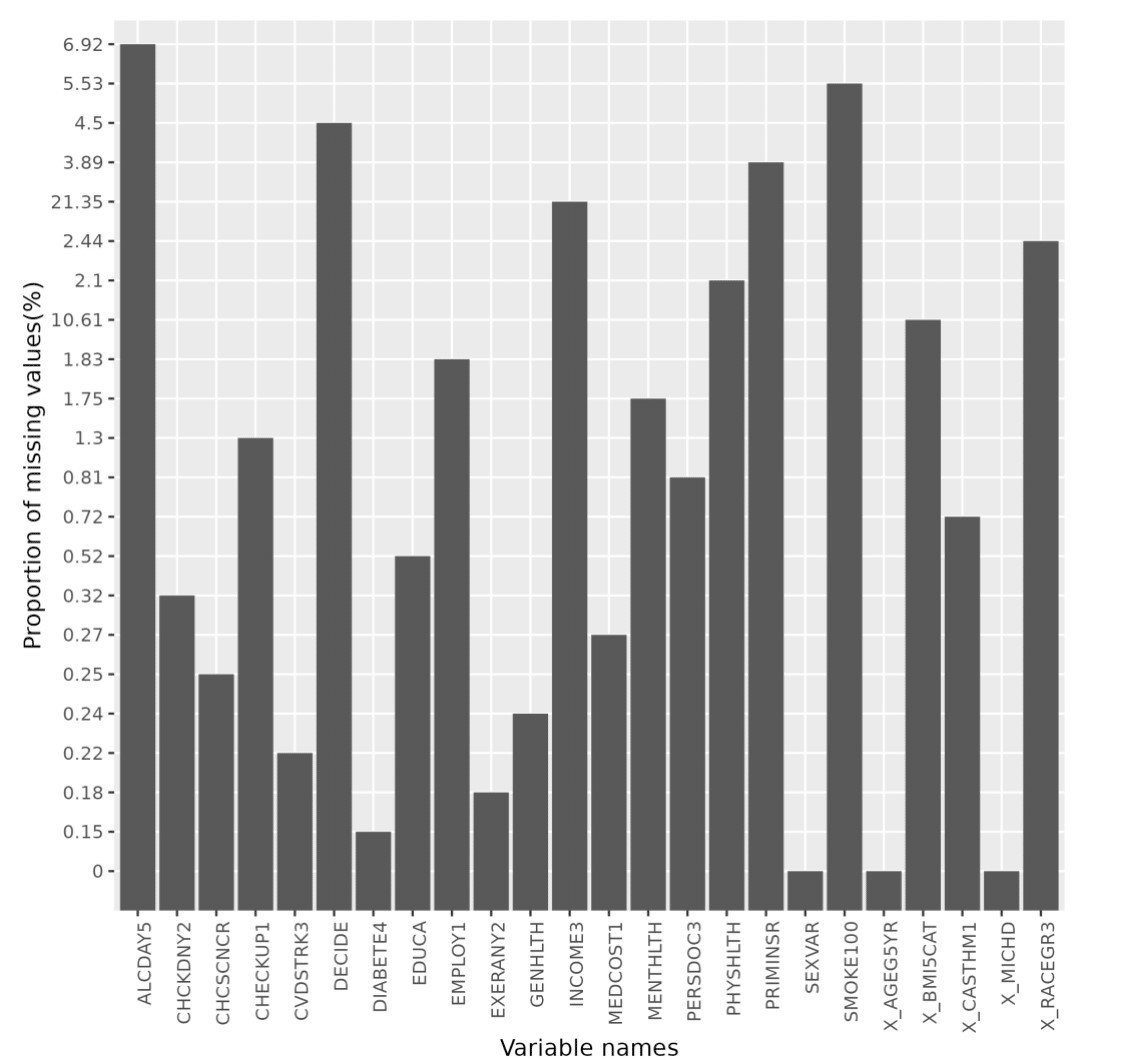 Proportion of missing values(%)
6.92
5.53
4.5
3.89
21.35
2.44
2.1
10.61
1.83
1.75
1.3
0.81
0.72
0.52
0.32
0.27
0.25
0.24
0.22
0.18
0.15
0
ALCDAY5
CHCKDNY2
CHCSCNCR
CHECKUP1
CVDSTRK3
DECIDE
DIABETE4
EDUCA
EMPLOY1
EXERANY2
GENHLTH
INCOME3
MEDCOST1
MENTHLTH
PERSDOC3
PHYSHLTH
PRIMINSR
SEXVAR
SMOKE100
X_AGEG5YR
X_BMI5CAT
X_CASTHM1
X_MICHD
X_RACEGR3
Variable names